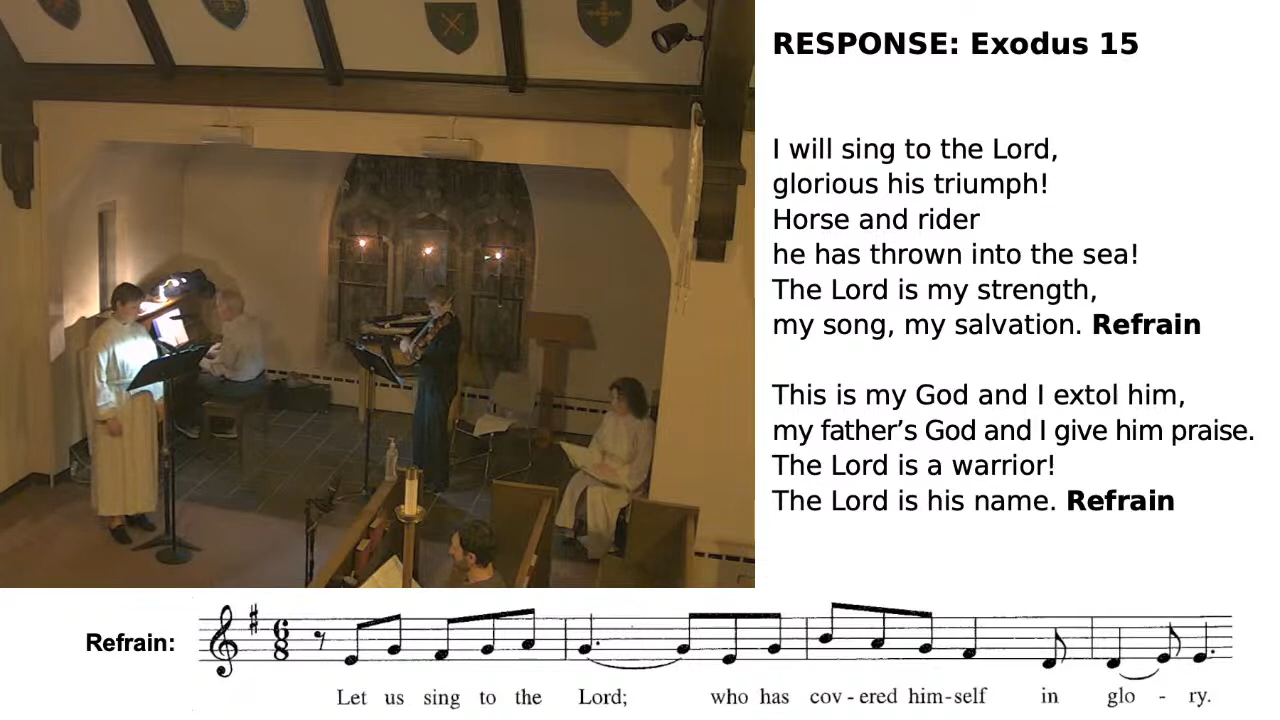 RESPONSE: Exodus 15
I will sing to the Lord,
glorious his triumph!
Horse and rider
he has thrown into the sea!
The Lord is my strength,
my song, my salvation. Refrain
This is my God and I extol him,
my father’s God and I give him praise.
The Lord is a warrior!
The Lord is his name. Refrain
Refrain:
6
8
Let us sing to the Lord; who has cov - ered him-self in glo - ry.